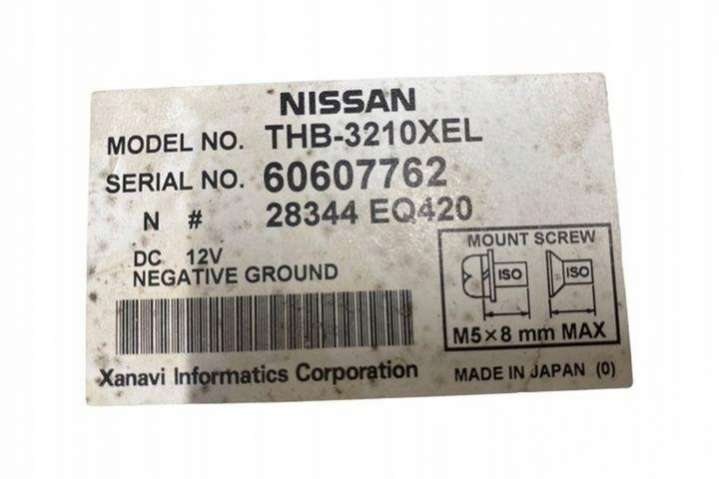 NISSAN
MODEL NO. THB-3210XEL
SERIAL NO. 60607762
N # 28344 EQ420
DC 12V
NEGATIVE GROUND
MOUNT SCREW
ISO ISO
M5×8 mm MAX
Xanavi Informatics Corporation
MADE IN JAPAN (0)